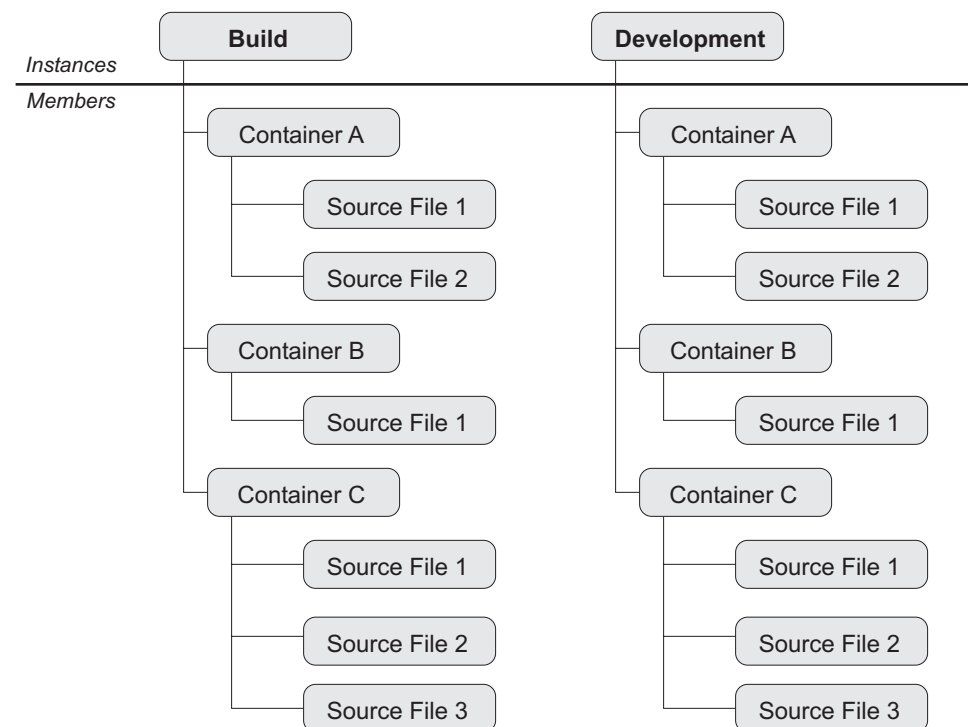 Build
Development
Instances
Members
Container A
Container A
Source File 1
Source File 1
Source File 2
Source File 2
Container B
Container B
Source File 1
Source File 1
Container C
Container C
Source File 1
Source File 1
Source File 2
Source File 2
Source File 3
Source File 3